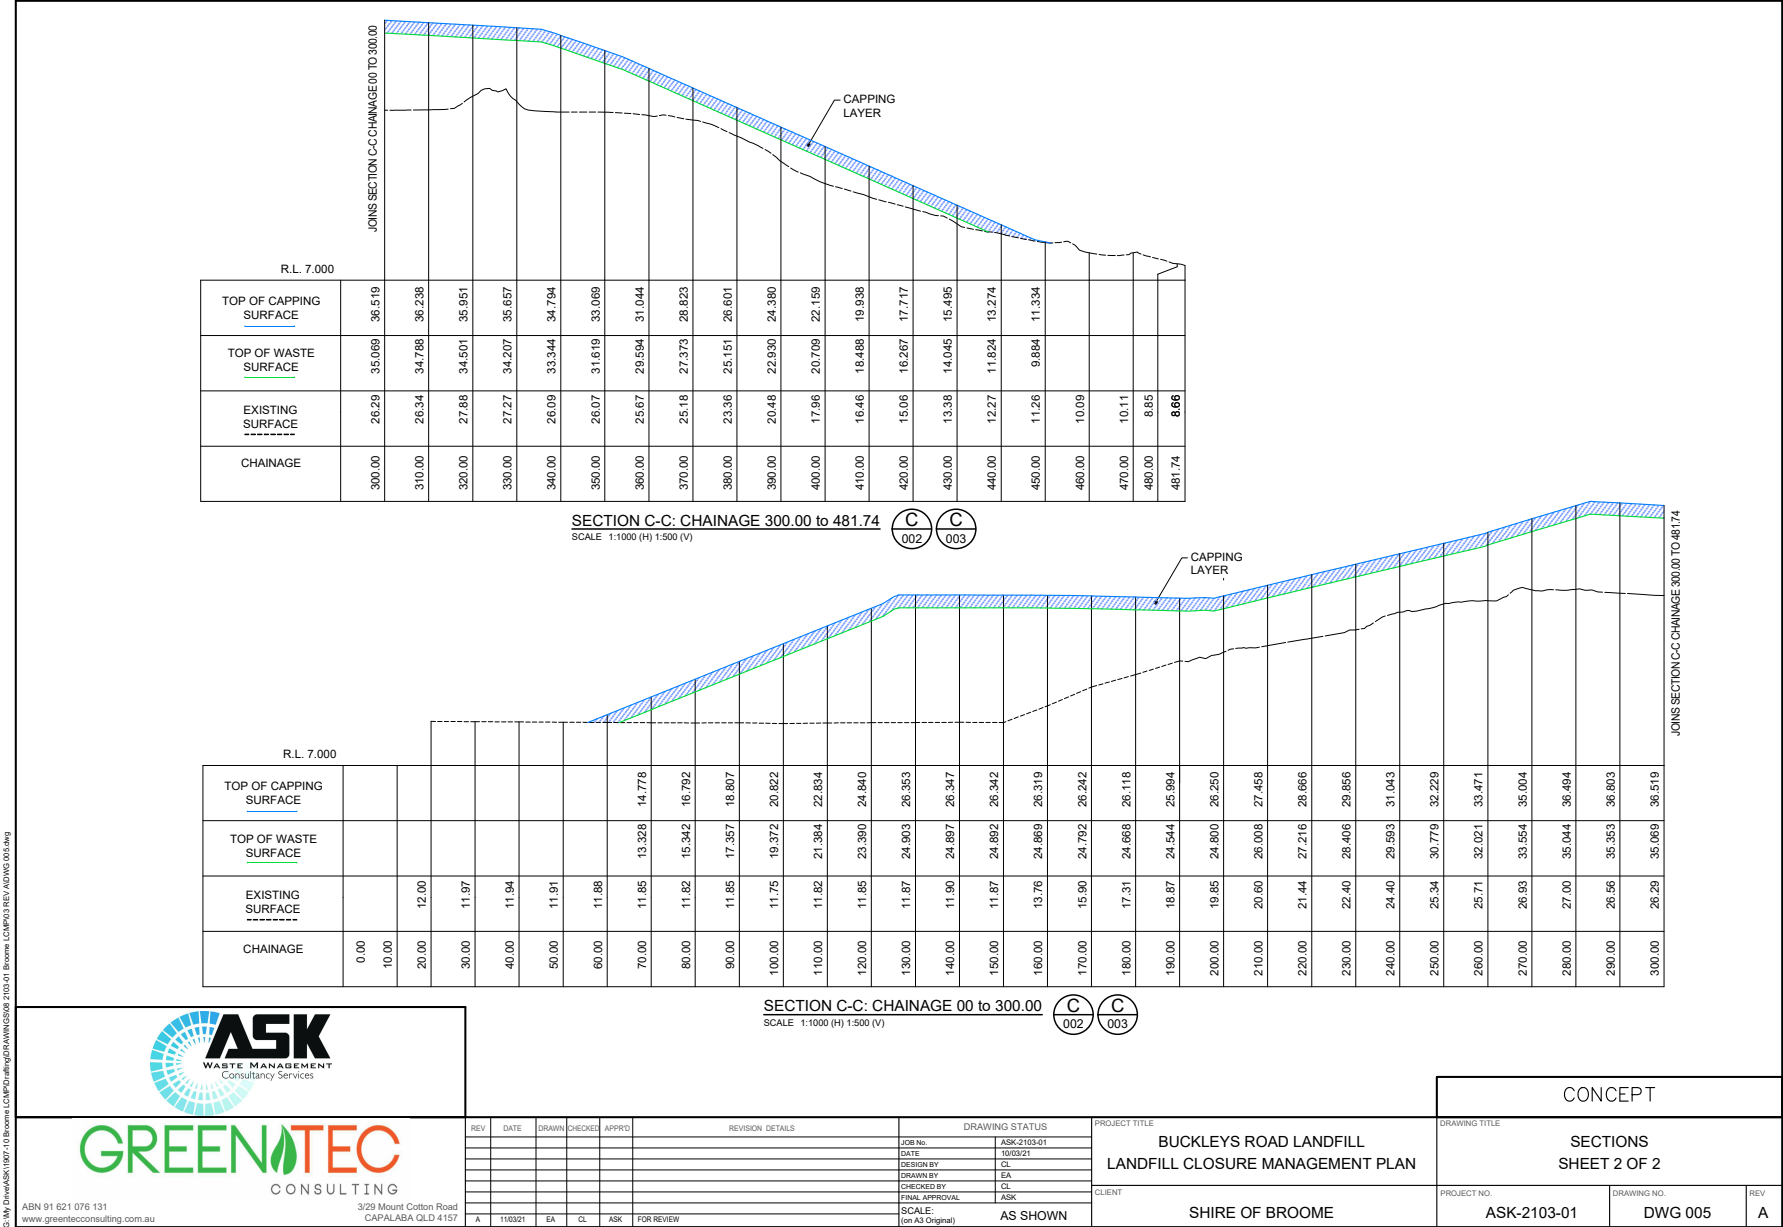 JOINS SECTION C-C CHAINAGE00 TO 300.00
CAPPING
LAYER
R.L. 7.000
TOP OF CAPPING
SURFACE
36.519 36.238 35.951 35.657 34.794 33.069 31.044 28.823 26.601 24.380 22.159 19.938 17.717 15.495 13.274 11.334
TOP OF WASTE
SURFACE
35.069 34.788 34.501 34.207 33.344 31.619 29.594 27.373 25.151 22.930 20.709 18.488 16.267 14.045 11.824 9.884
EXISTING
SURFACE
26.29 26.34 27.88 27.27 26.09 26.07 25.67 25.18 23.36 20.48 17.96 16.46 15.06 13.38 12.27 11.26 10.09 10.11 8.85 8.66
CHAINAGE
300.00 310.00 320.00 330.00 340.00 350.00 360.00 370.00 380.00 390.00 400.00 410.00 420.00 430.00 440.00 450.00 460.00 470.00 480.00 481.74
SECTION C-C: CHAINAGE 300.00 to 481.74
SCALE 1:1000 (H) 1:500 (V)
C
002
C
003
CAPPING
LAYER
JOINS SECTION C-C CHAINAGE 300.00 TO 481.74
R.L. 7.000
TOP OF CAPPING
SURFACE
14.778 16.792 18.807 20.822 22.834 24.840 26.353 26.347 26.342 26.319 26.242 26.118 25.994 26.250 27.458 28.666 29.856 31.043 32.229 33.471 35.004 36.494 36.803 36.519
TOP OF WASTE
SURFACE
13.328 15.342 17.357 19.372 21.384 23.390 24.903 24.897 24.892 24.869 24.792 24.668 24.544 24.800 26.008 27.216 28.406 29.593 30.779 32.021 33.554 35.044 35.353 35.069
EXISTING
SURFACE
12.00 11.97 11.94 11.91 11.88 11.85 11.82 11.85 11.75 11.82 11.85 11.87 11.90 11.87 13.76 15.90 17.31 18.87 19.85 20.60 21.44 22.40 24.40 25.34 25.71 26.93 27.00 26.56 26.29
CHAINAGE
0.00 10.00 20.00 30.00 40.00 50.00 60.00 70.00 80.00 90.00 100.00 110.00 120.00 130.00 140.00 150.00 160.00 170.00 180.00 190.00 200.00 210.00 220.00 230.00 240.00 250.00 260.00 270.00 280.00 290.00 300.00
SECTION C-C: CHAINAGE 00 to 300.00
SCALE 1:1000 (H) 1:500 (V)
C
002
C
003
ASK
WASTE MANAGEMENT
Consultancy Services
GREENTEC
CONSULTING
ABN 91 621 076 131
www.greentecconsulting.com.au
3/29 Mount Cotton Road
CAPALABA QLD 4157
REV DATE DRAWN CHECKED APPR'D REVISION DETAILS
A 11/03/21 EA CL ASK FOR REVIEW
DRAWING STATUS
JOB No. ASK-2103-01
DATE 10/03/21
DESIGN BY CL
DRAWN BY EA
CHECKED BY CL
FINAL APPROVAL ASK
SCALE:
(on A3 Original) AS SHOWN
PROJECT TITLE
BUCKLEYS ROAD LANDFILL
LANDFILL CLOSURE MANAGEMENT PLAN
CLIENT
SHIRE OF BROOME
CONCEPT
DRAWING TITLE
SECTIONS
SHEET 2 OF 2
PROJECT NO.
ASK-2103-01
DRAWING NO.
DWG 005
REV
A